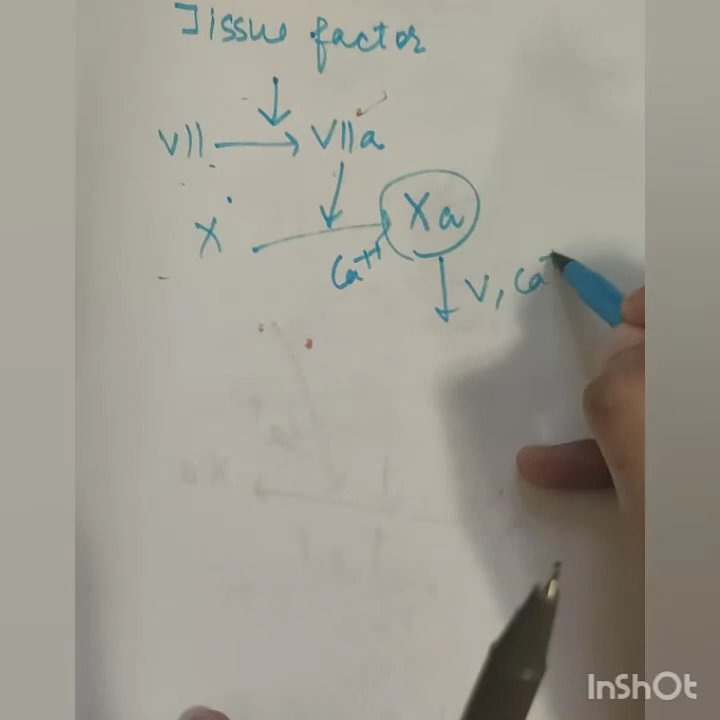 Tissue factor
VII → VIIa
X Xa
Ca++
V, Ca+
InShOt